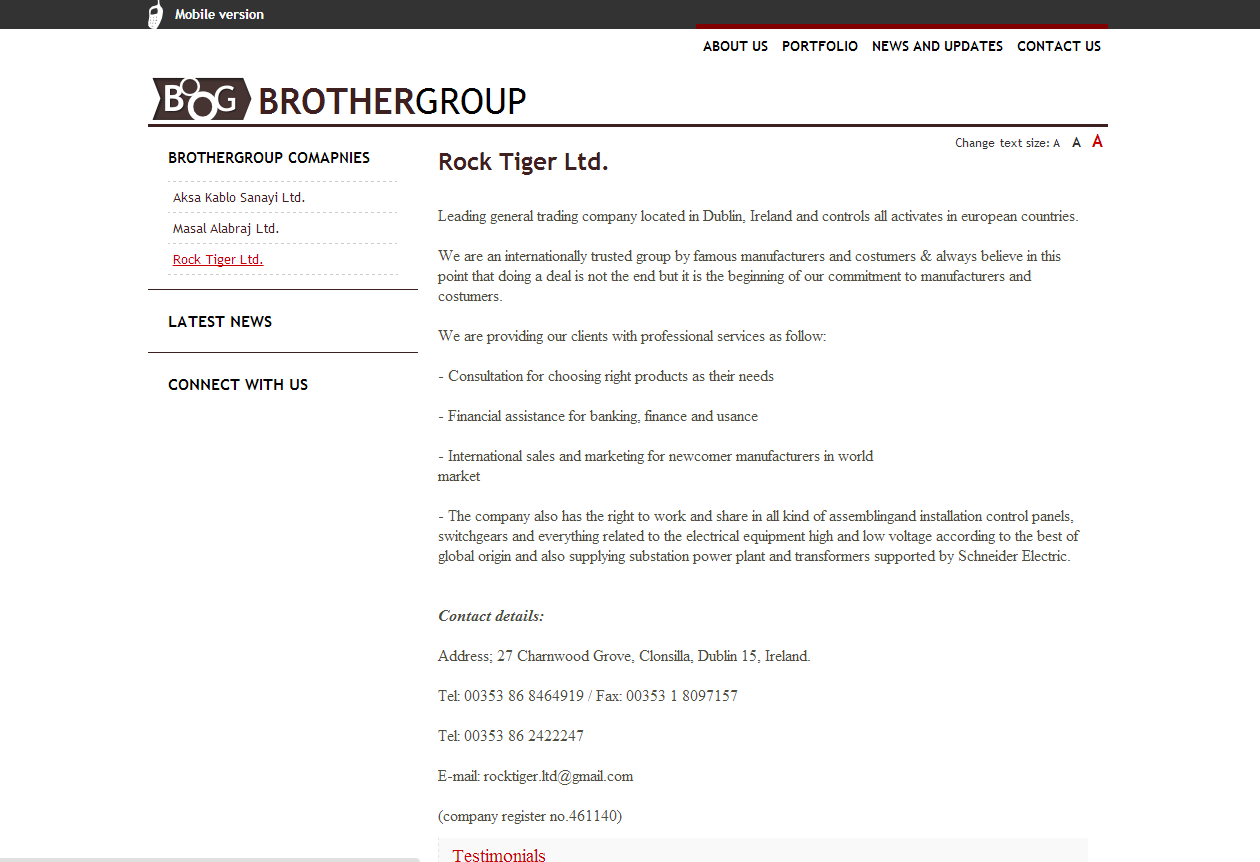 Mobile version
ABOUT US PORTFOLIO NEWS AND UPDATES CONTACT US
BOG BROTHERGROUP
Change text size: A A A
BROTHERGROUP COMAPNIES
Aksa Kablo Sanayi Ltd.
Masal Alabraj Ltd.
Rock Tiger Ltd.
LATEST NEWS
CONNECT WITH US
Rock Tiger Ltd.
Leading general trading company located in Dublin, Ireland and controls all activates in european countries.
We are an internationally trusted group by famous manufacturers and costumers & always believe in this
point that doing a deal is not the end but it is the beginning of our commitment to manufacturers and
costumers.
We are providing our clients with professional services as follow:
- Consultation for choosing right products as their needs
- Financial assistance for banking, finance and usance
- International sales and marketing for newcomer manufacturers in world
market
- The company also has the right to work and share in all kind of assemblingand installation control panels,
switchgears and everything related to the electrical equipment high and low voltage according to the best of
global origin and also supplying substation power plant and transformers supported by Schneider Electric.
Contact details:
Address; 27 Charnwood Grove, Clonsilla, Dublin 15, Ireland.
Tel: 00353 86 8464919 / Fax: 00353 1 8097157
Tel: 00353 86 2422247
E-mail: rocktiger.ltd@gmail.com
(company register no.461140)
Testimonials